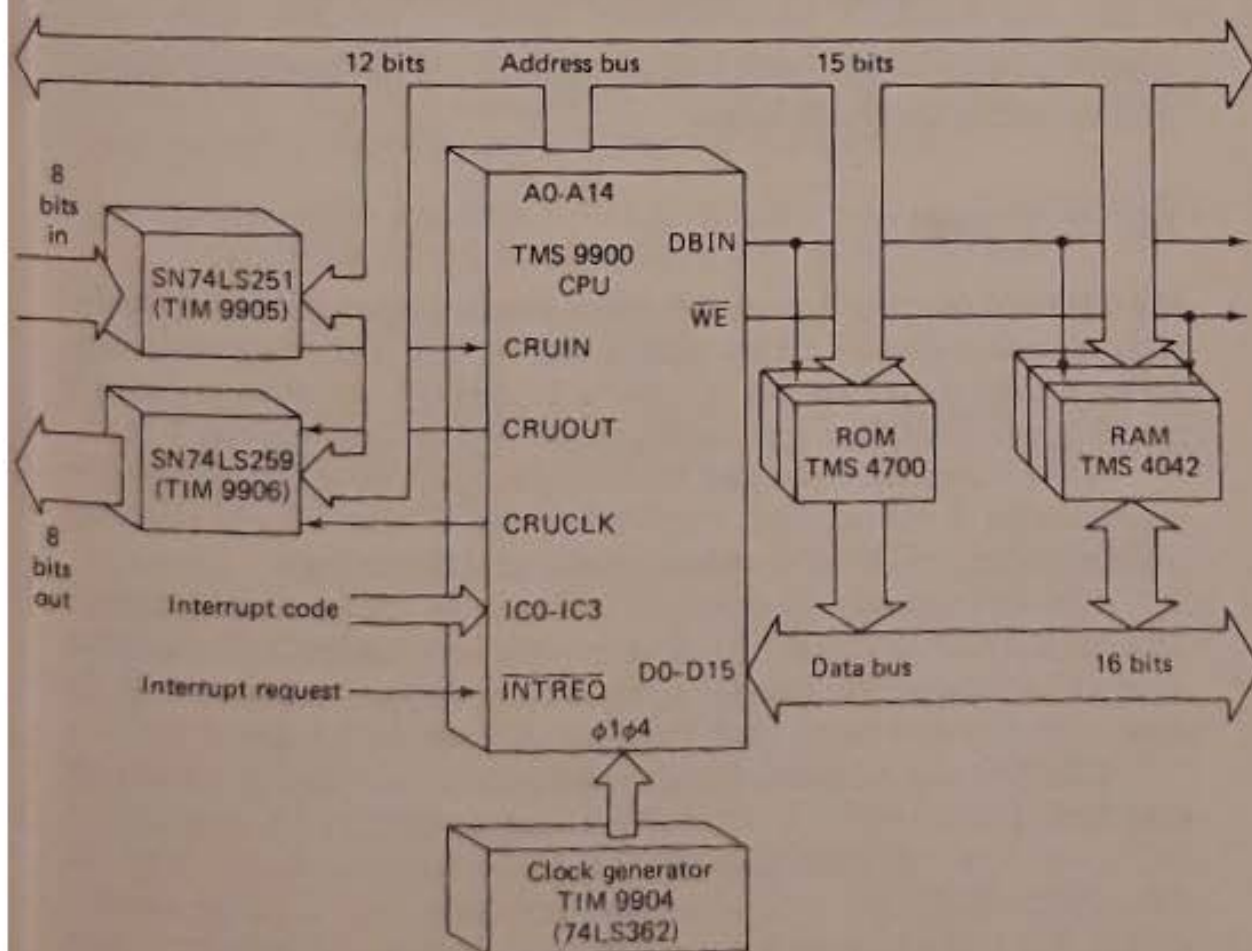 12 bits
Address bus
15 bits
8
bits
in
SN74LS251
(TIM 9905)
SN74LS259
(TIM 9906)
8
bits
out
A0-A14
TMS 9900
CPU
DBIN
WE
CRUIN
CRUOUT
CRUCLK
Interrupt code
IC0-IC3
Interrupt request
INTREQ
D0-D15
ϕ1ϕ4
ROM
TMS 4700
RAM
TMS 4042
Data bus
16 bits
Clock generator
TIM 9904
(74LS362)